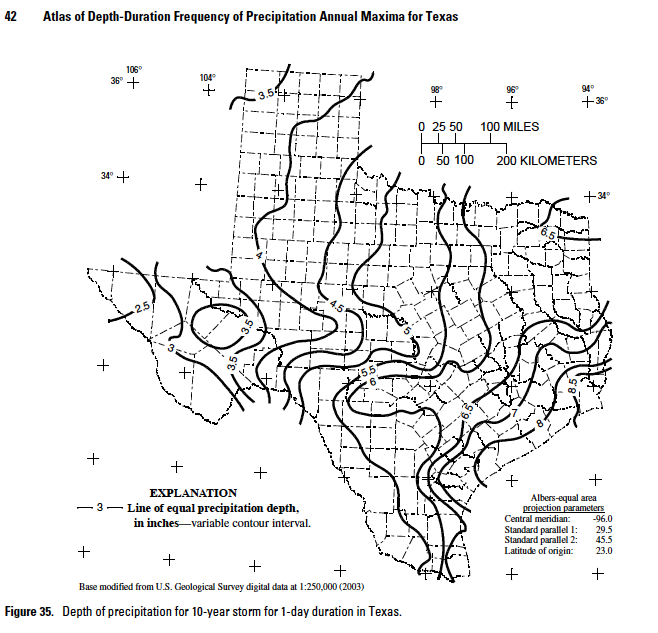 42 Atlas of Depth-Duration Frequency of Precipitation Annual Maxima for Texas
106°
36°
104°
98°
96°
94°
36°
0 25 50 100 MILES
0 50 100 200 KILOMETERS
34°
34°
3.5
6.5
4
2.5
4.5
3.5
5
3
3.5
5.5
6
8.5
6.5
7
8
EXPLANATION
3 Line of equal precipitation depth,
in inches—variable contour interval.
Albers-equal area
projection parameters
Central meridian: -96.0
Standard parallel 1: 29.5
Standard parallel 2: 45.5
Latitude of origin: 23.0
Base modified from U.S. Geological Survey digital data at 1:250,000 (2003)
Figure 35. Depth of precipitation for 10-year storm for 1-day duration in Texas.